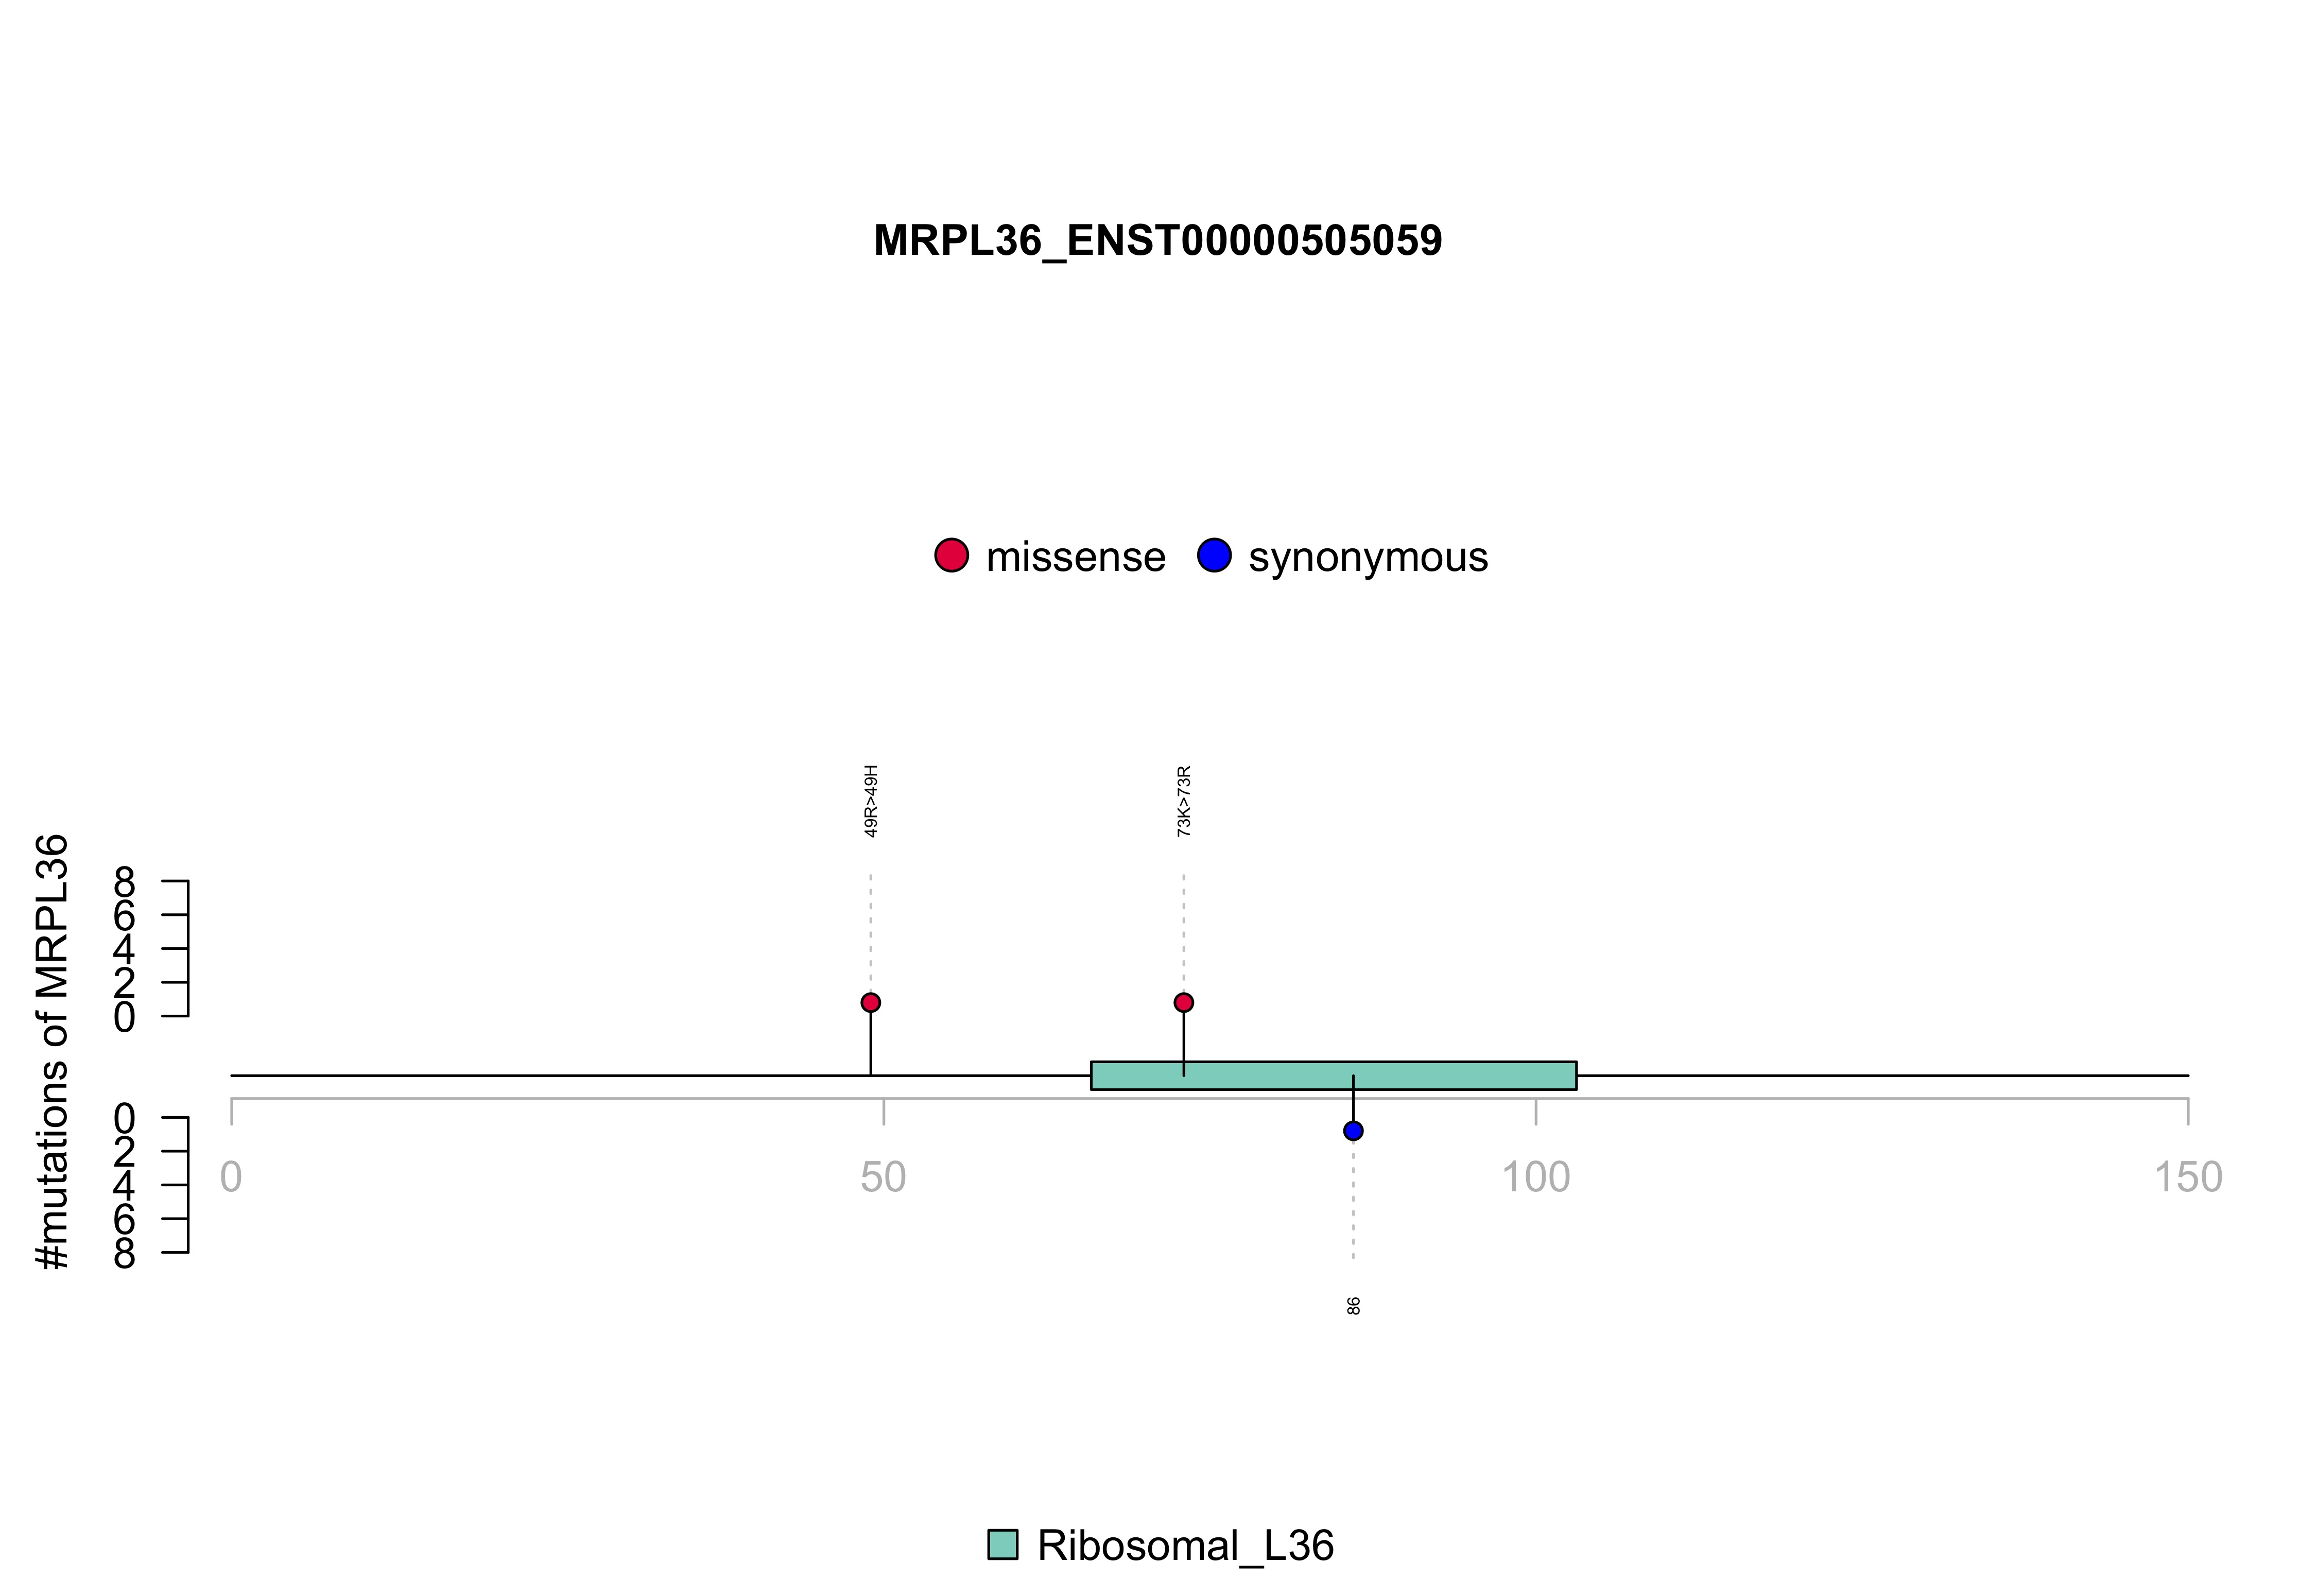 MRPL36_ENST00000505059
missense synonymous
49R>49H
73K>73R
#mutations of MRPL36
8
6
4
2
0
0
2
4
6
8
0 50 100 150
86
Ribosomal_L36